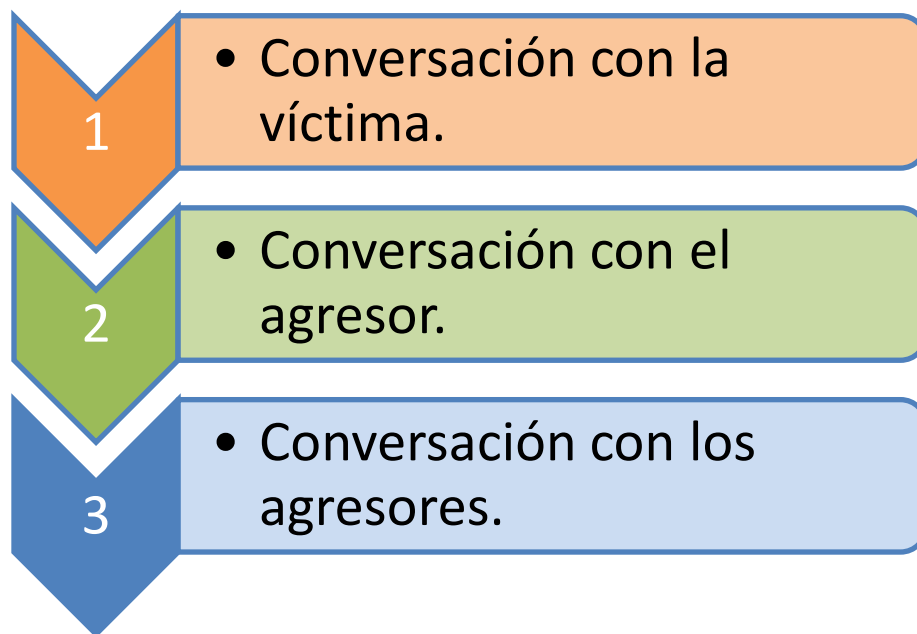 1
• Conversación con la
víctima.
2
• Conversación con el
agresor.
3
• Conversación con los
agresores.